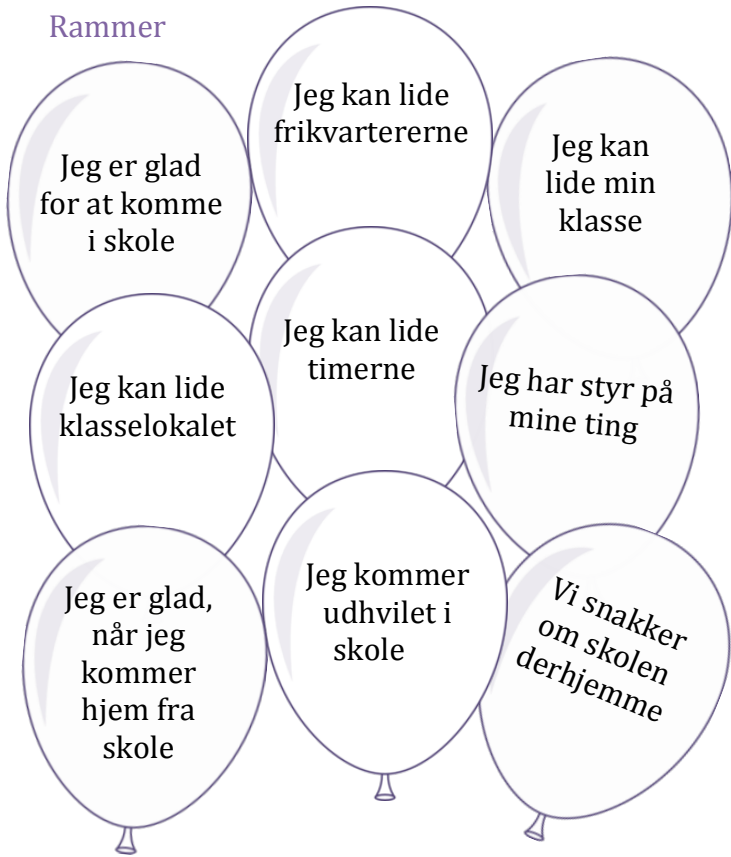 Rammer
Jeg er glad
for at komme
i skole
Jeg kan lide
frikvartererne
Jeg kan
lide min
klasse
Jeg kan lide
klasselokalet
Jeg kan lide
timerne
Jeg har styr på
mine ting
Jeg er glad,
når jeg
kommer
hjem fra
skole
Jeg kommer
udhvilet i
skole
Vi snakker
om skolen
derhjemme